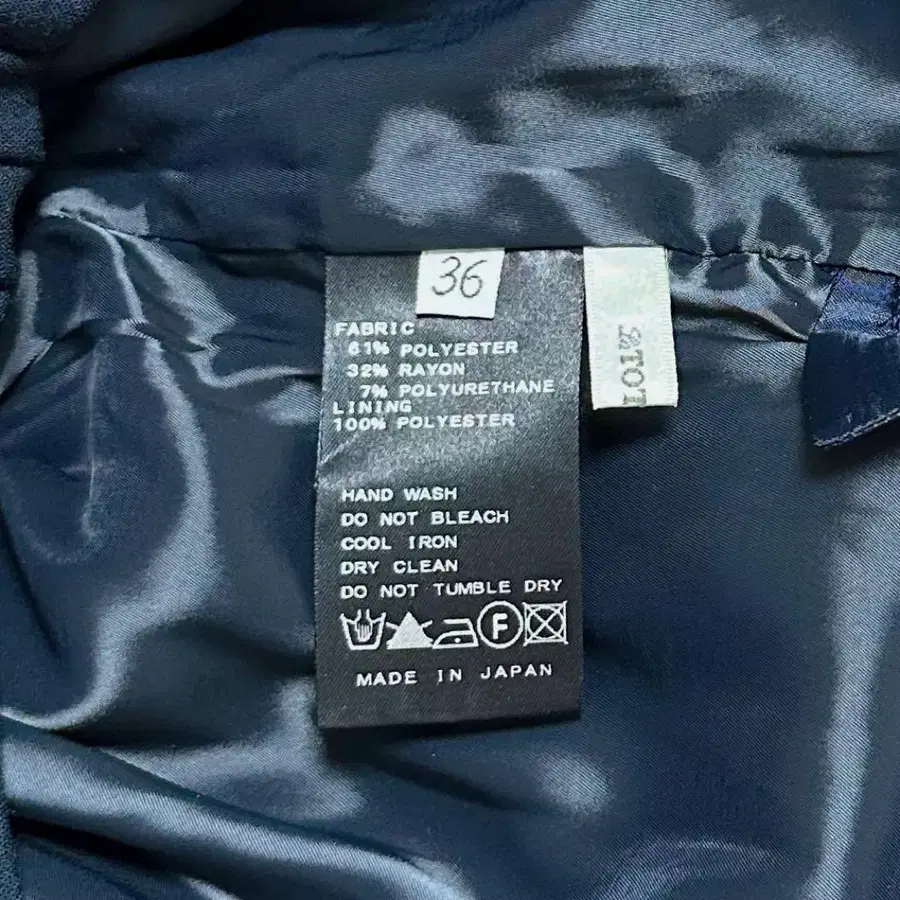 36
FABRIC
61% POLYESTER
32% RAYON
7% POLYURETHANE
LINING
100% POLYESTER
HAND WASH
DO NOT BLEACH
COOL IRON
DRY CLEAN
DO NOT TUMBLE DRY
F
MADE IN JAPAN